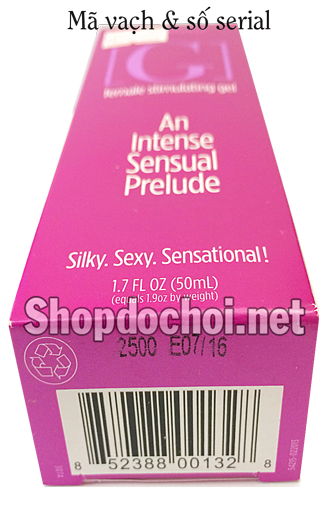 Mã vạch & số serial
G
female stimulating gel
An
Intense
Sensual
Prelude
Silky. Sexy. Sensational!
1.7 FL OZ (50mL)
(equals 1.9oz by weight)
Shopdochoi.net
2500 E07/16
8 52388 00132 8